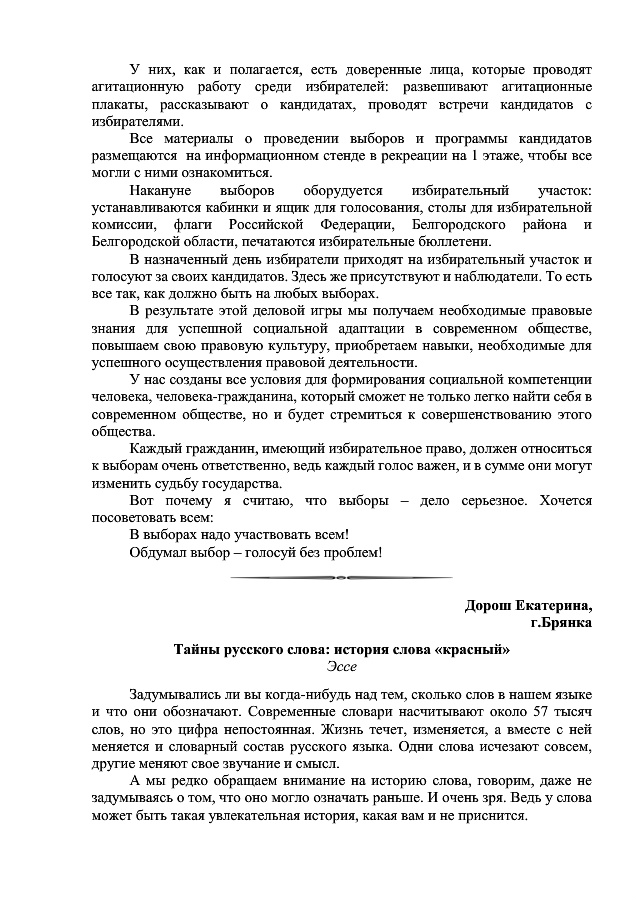 У них, как и полагается, есть доверенные лица, которые проводят
агитационную работу среди избирателей: развешивают агитационные
плакаты, рассказывают о кандидатах, проводят встречи кандидатов с
избирателями.
Все материалы о проведении выборов и программы кандидатов
размещаются на информационном стенде в рекреации на 1 этаже, чтобы все
могли с ними ознакомиться.
Накануне выборов оборудуется избирательный участок:
устанавливаются кабинки и ящик для голосования, столы для избирательной
комиссии, флаги Российской Федерации, Белгородского района и
Белгородской области, печатаются избирательные бюллетени.
В назначенный день избиратели приходят на избирательный участок и
голосуют за своих кандидатов. Здесь же присутствуют и наблюдатели. То есть
все так, как должно быть на любых выборах.
В результате этой деловой игры мы получаем необходимые правовые
знания для успешной социальной адаптации в современном обществе,
повышаем свою правовую культуру, приобретаем навыки, необходимые для
успешного осуществления правовой деятельности.
У нас созданы все условия для формирования социальной компетенции
человека, человека-гражданина, который сможет не только легко найти себя в
современном обществе, но и будет стремиться к совершенствованию этого
общества.
Каждый гражданин, имеющий избирательное право, должен относиться
к выборам очень ответственно, ведь каждый голос важен, и в сумме они могут
изменить судьбу государства.
Вот почему я считаю, что выборы – дело серьезное. Хочется
посоветовать всем:
В выборах надо участвовать всем!
Обдумал выбор – голосуй без проблем!
Дорош Екатерина,
г.Брянка
Тайны русского слова: история слова «красный»
Эссе
Задумывались ли вы когда-нибудь над тем, сколько слов в нашем языке
и что они обозначают. Современные словари насчитывают около 57 тысяч
слов, но это цифра непостоянная. Жизнь течет, изменяется, а вместе с ней
меняется и словарный состав русского языка. Одни слова исчезают совсем,
другие меняют свое звучание и смысл.
А мы редко обращаем внимание на историю слова, говорим, даже не
задумываясь о том, что оно могло означать раньше. И очень зря. Ведь у слова
может быть такая увлекательная история, какая вам и не приснится.